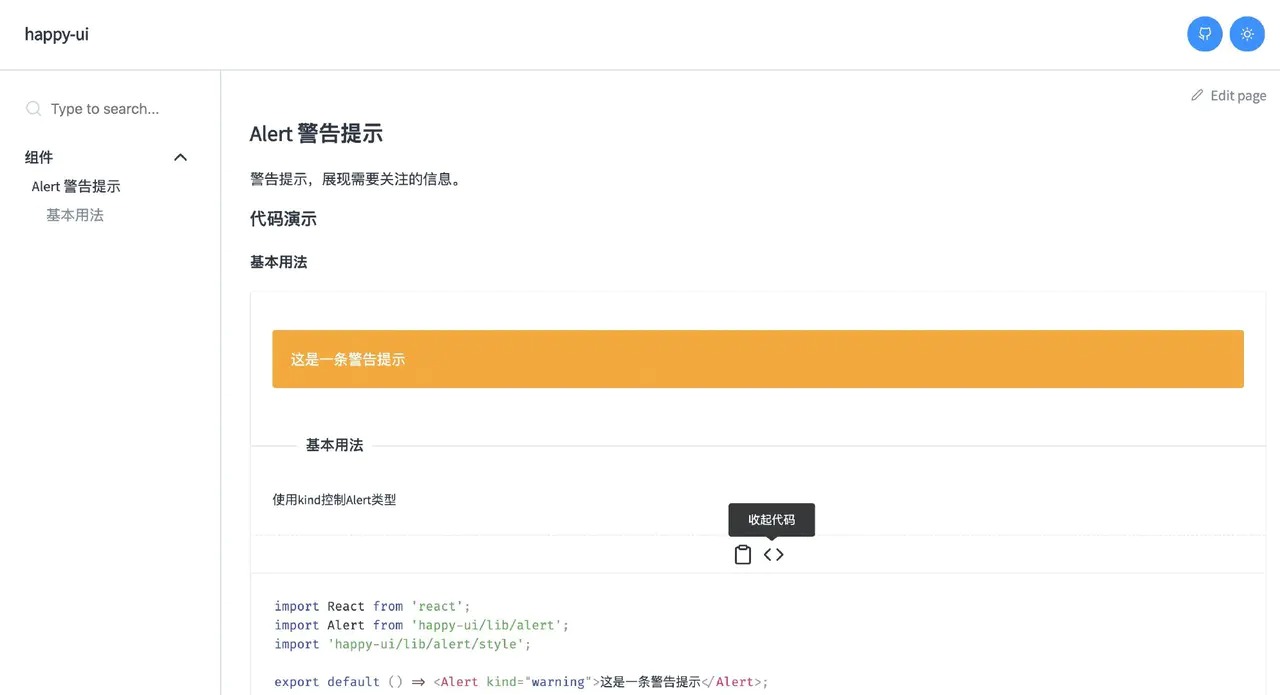 happy-ui
Edit page
Type to search...
组件
Alert 警告提示
基本用法
Alert 警告提示
警告提示，展现需要关注的信息。
代码演示
基本用法
这是一条警告提示
基本用法
使用kind控制Alert类型
收起代码
import React from 'react';
import Alert from 'happy-ui/lib/alert';
import 'happy-ui/lib/alert/style';
export default () => <Alert kind="warning">这是一条警告提示</Alert>;